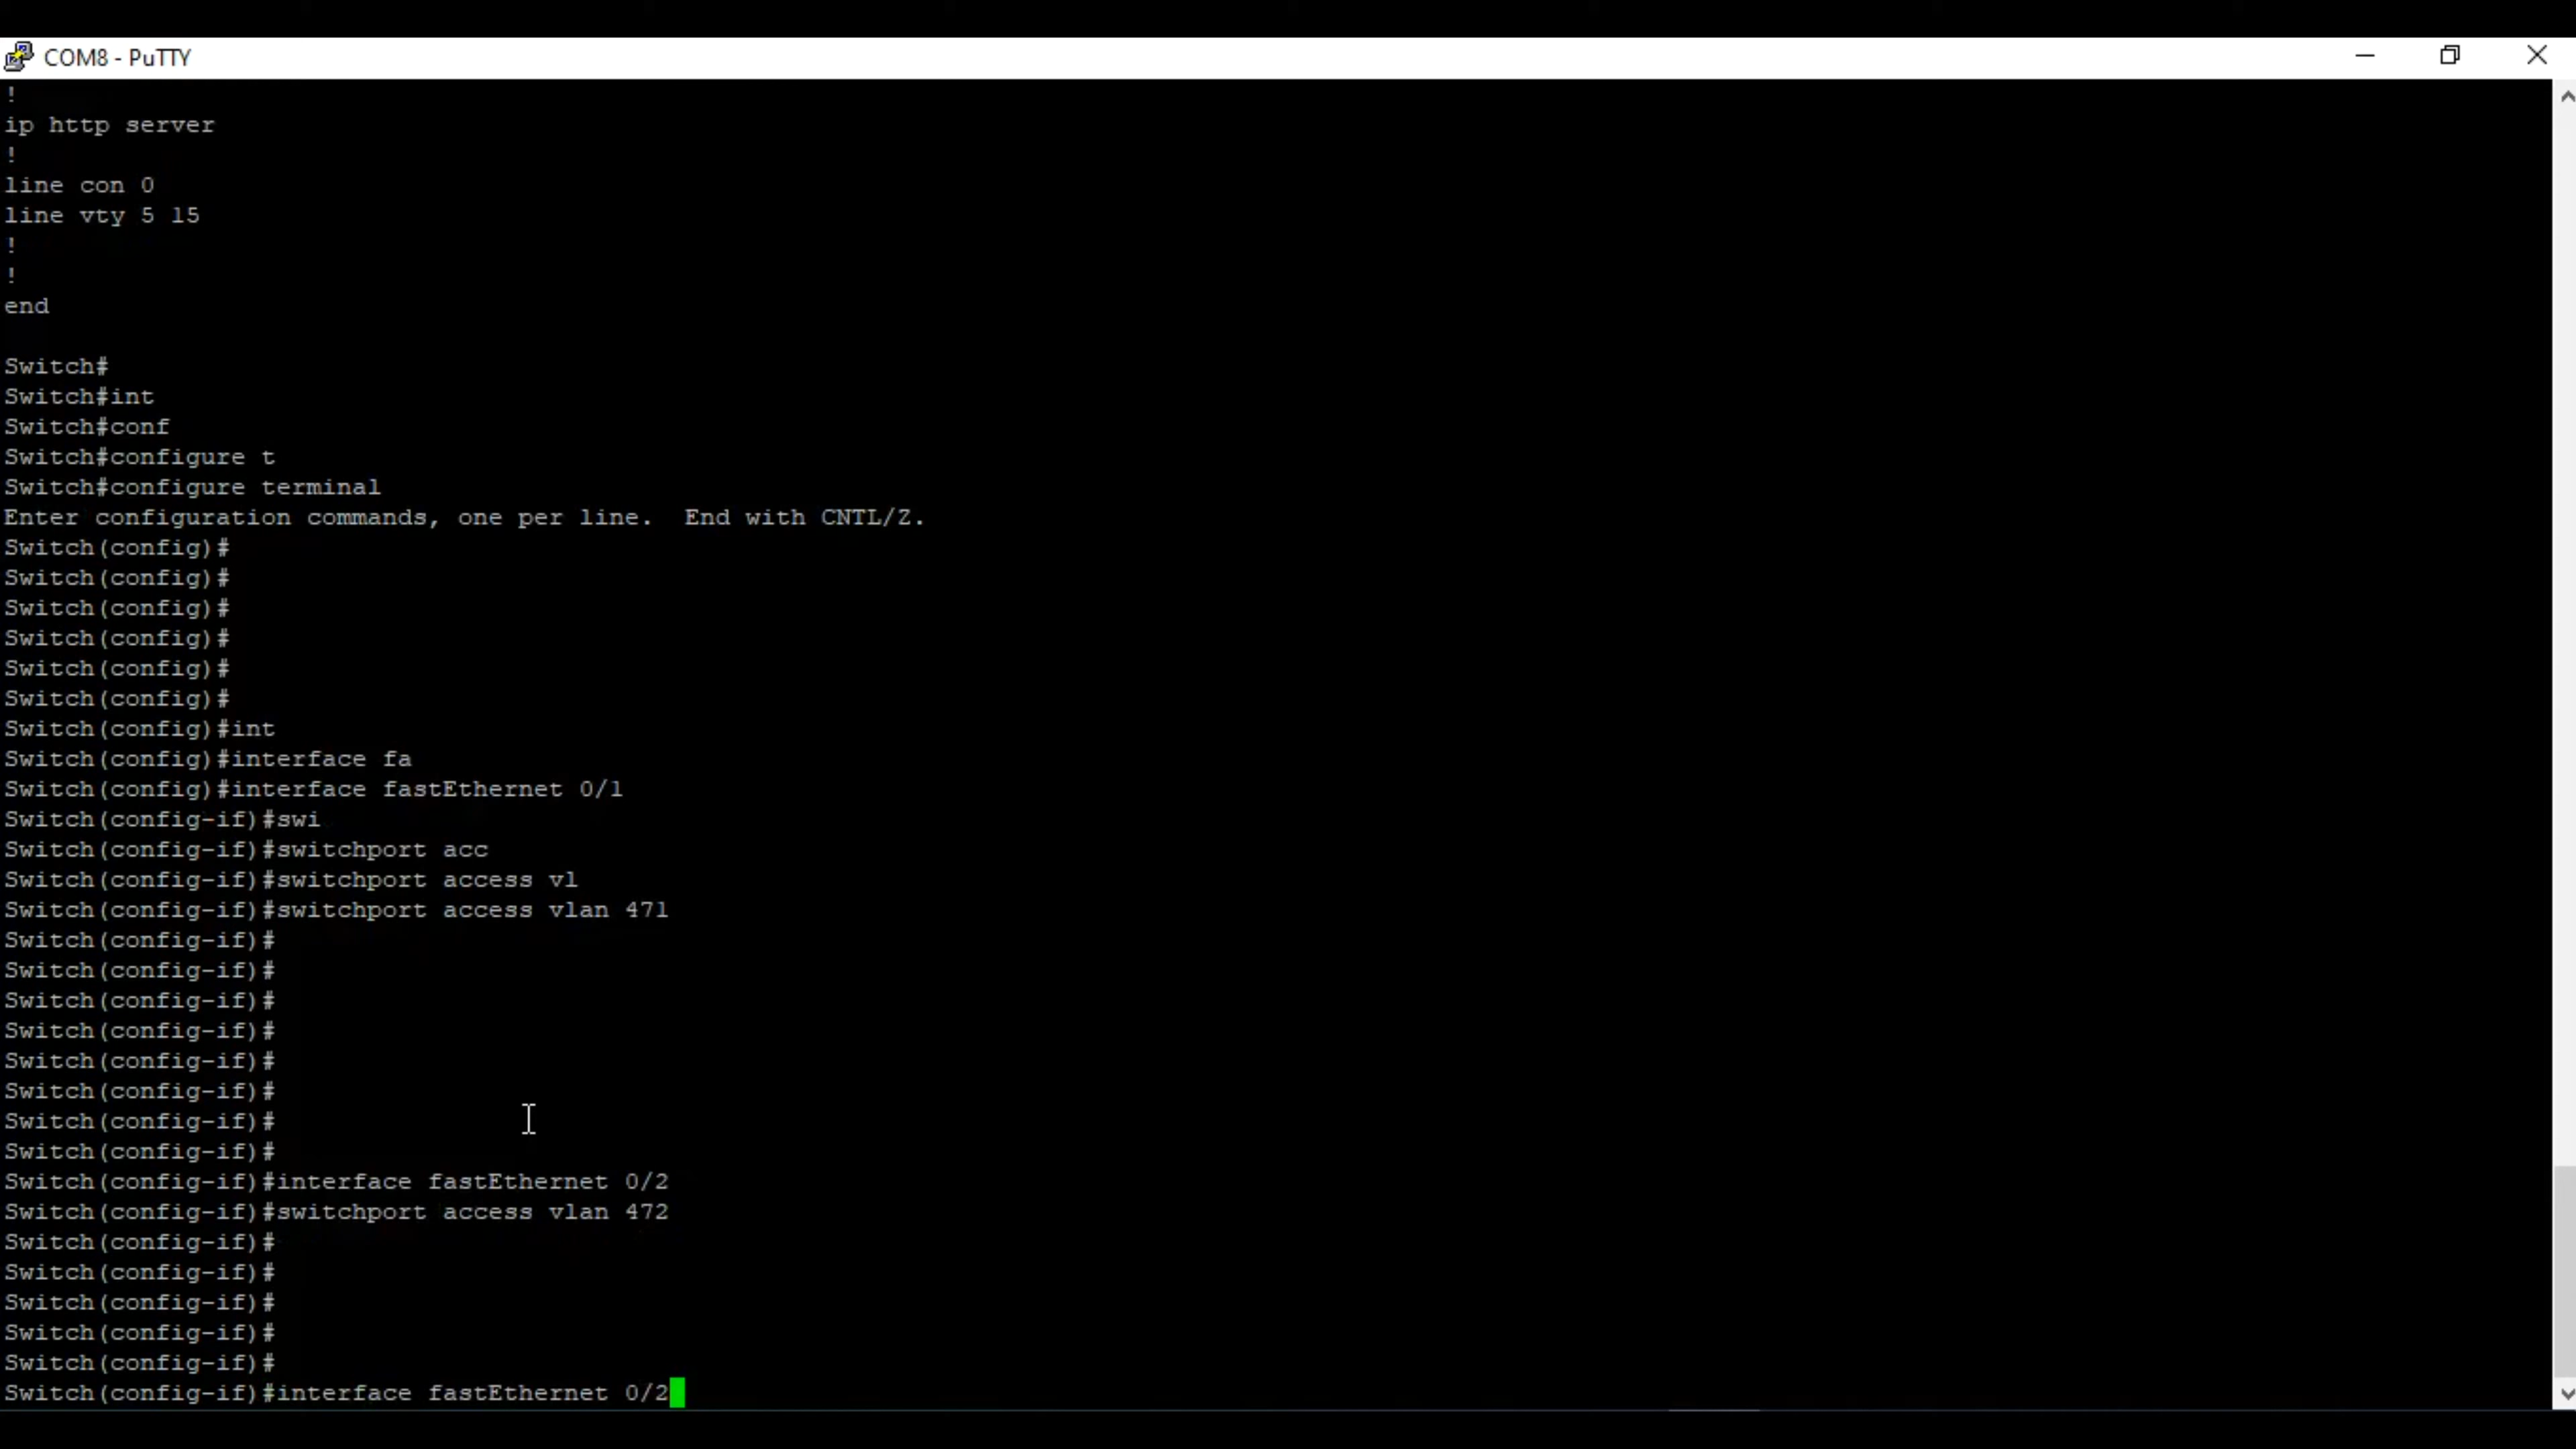 COM8 - PuTTY
!
ip http server
!
line con 0
line vty 5 15
!
!
end
Switch#
Switch#int
Switch#conf
Switch#configure t
Switch#configure terminal
Enter configuration commands, one per line.  End with CNTL/Z.
Switch(config)#
Switch(config)#
Switch(config)#
Switch(config)#
Switch(config)#
Switch(config)#
Switch(config)#int
Switch(config)#interface fa
Switch(config)#interface fastEthernet 0/1
Switch(config-if)#swi
Switch(config-if)#switchport acc
Switch(config-if)#switchport access vl
Switch(config-if)#switchport access vlan 471
Switch(config-if)#
Switch(config-if)#
Switch(config-if)#
Switch(config-if)#
Switch(config-if)#
Switch(config-if)#
Switch(config-if)#
Switch(config-if)#
Switch(config-if)#interface fastEthernet 0/2
Switch(config-if)#switchport access vlan 472
Switch(config-if)#
Switch(config-if)#
Switch(config-if)#
Switch(config-if)#
Switch(config-if)#
Switch(config-if)#interface fastEthernet 0/2